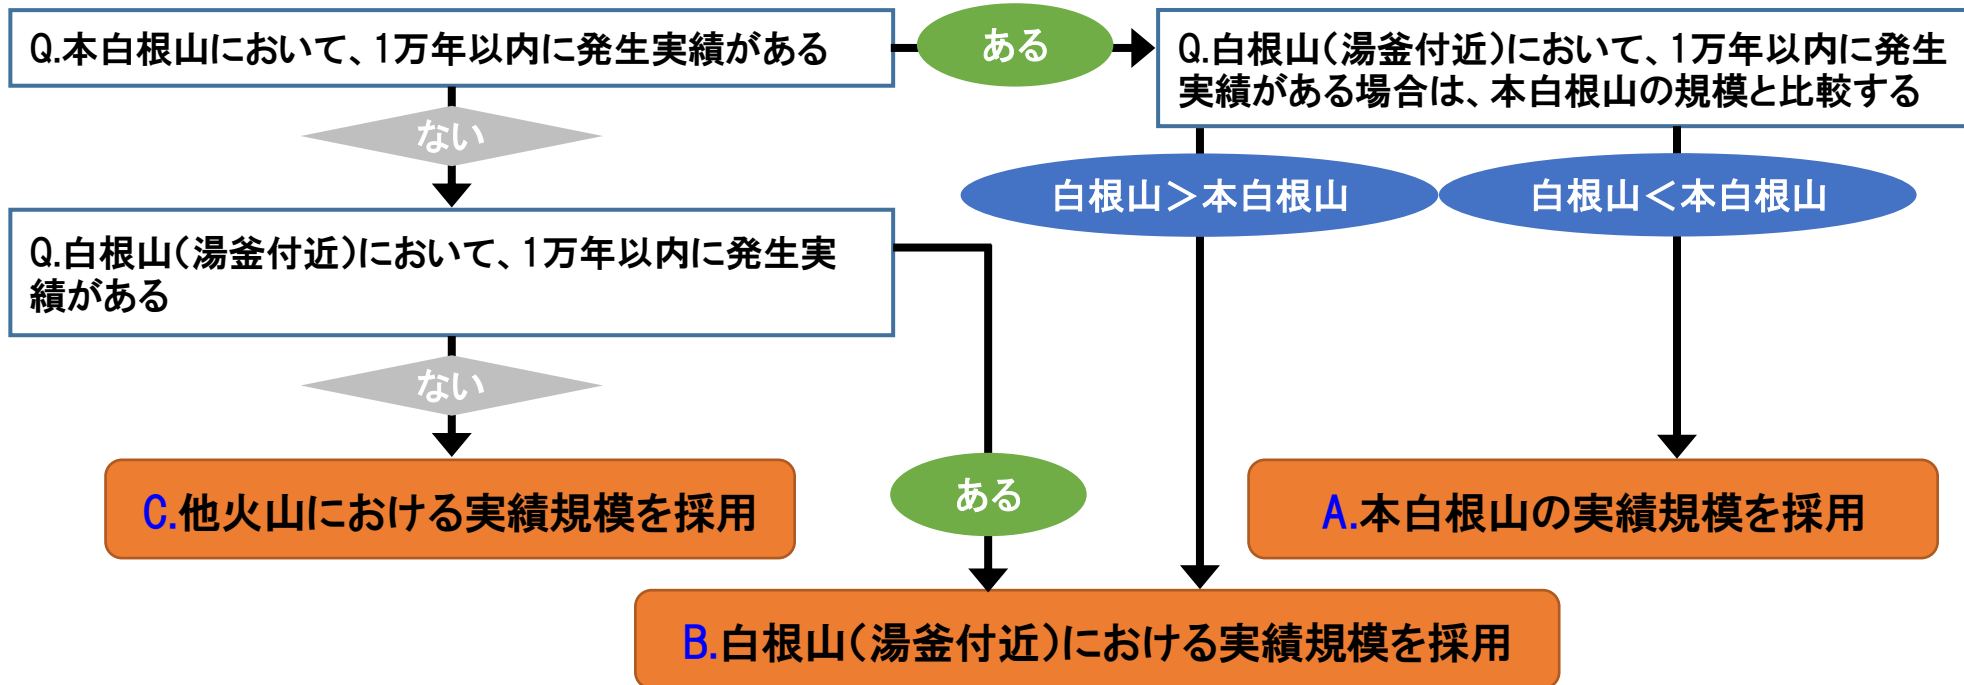 Q.本白根山において、1万年以内に発生実績がある
ある
Q.白根山(湯釜付近)において、1万年以内に発生
実績がある場合は、本白根山の規模と比較する
ない
白根山＞本白根山
白根山＜本白根山
Q.白根山(湯釜付近)において、1万年以内に発生実
績がある
ない
ある
C.他火山における実績規模を採用
A.本白根山の実績規模を採用
B.白根山(湯釜付近)における実績規模を採用